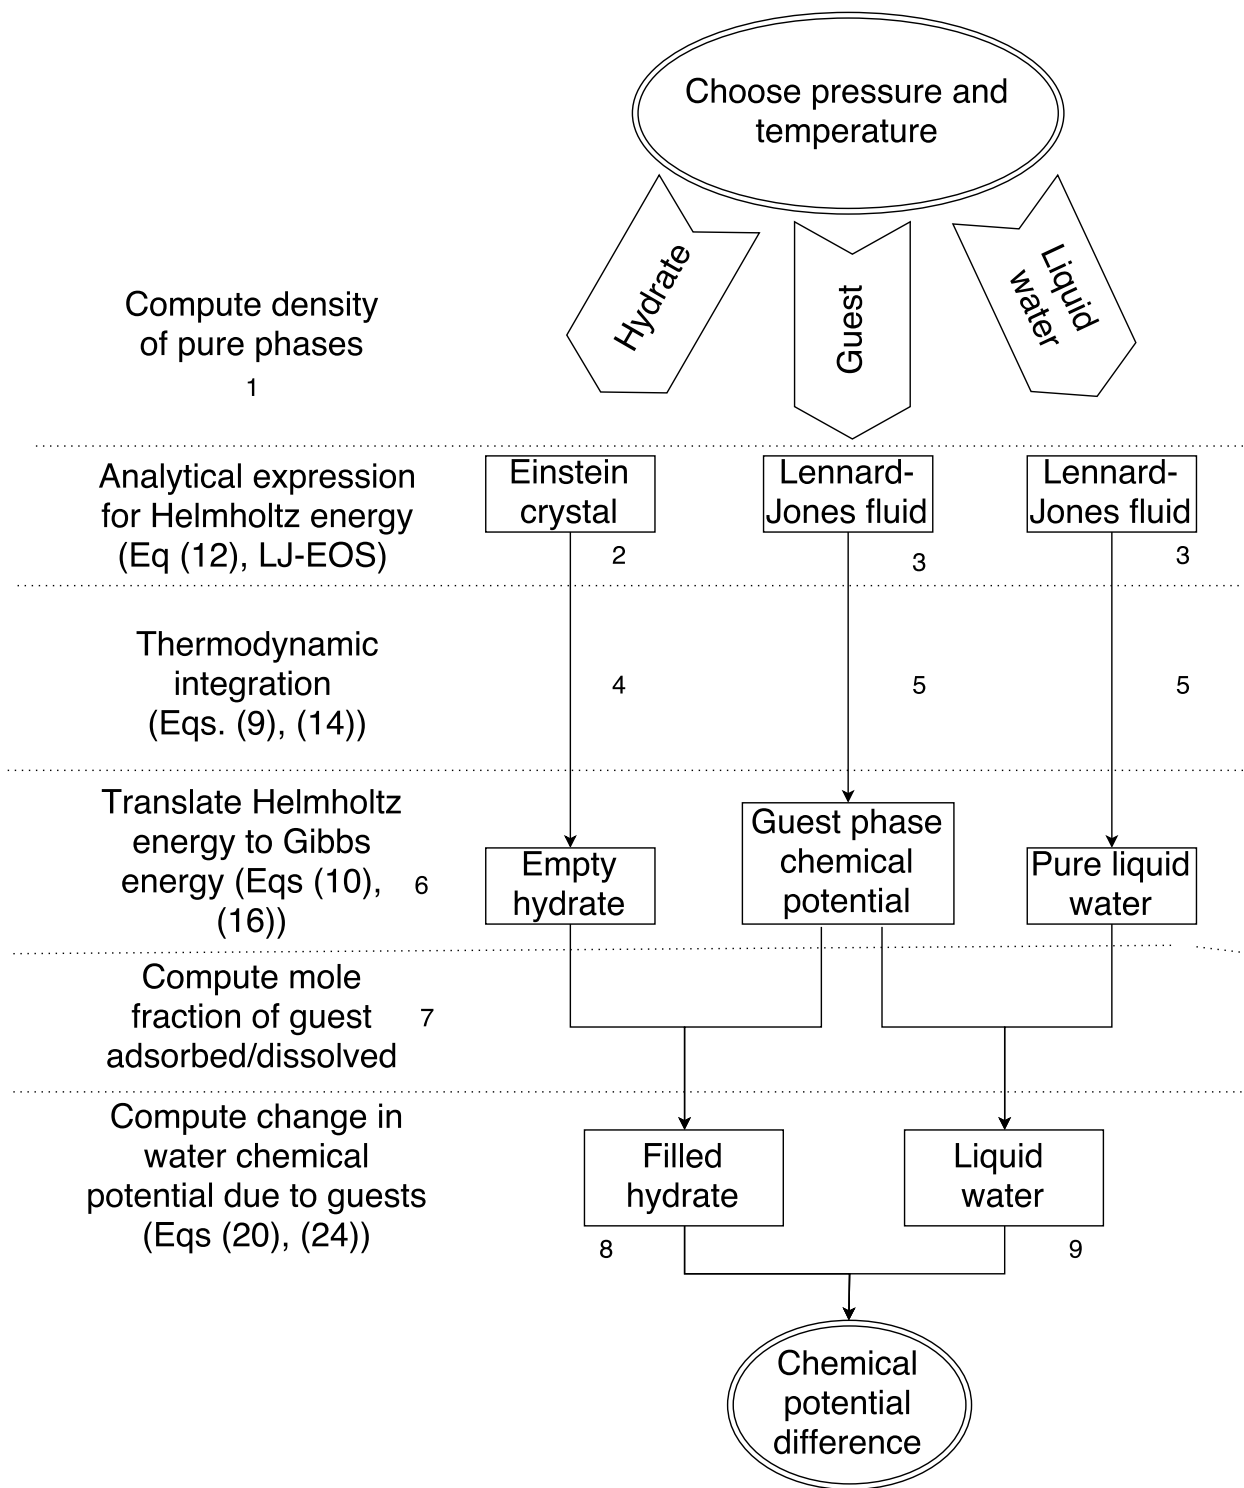 Choose pressure and
temperature
Hydrate
Guest
Liquid
water
Compute density
of pure phases
1
Analytical expression
for Helmholtz energy
(Eq (12), LJ-EOS)
Einstein
crystal
2
Lennard-
Jones fluid
3
Lennard-
Jones fluid
3
Thermodynamic
integration
(Eqs. (9), (14))
4
5
5
Translate Helmholtz
energy to Gibbs
energy (Eqs (10),
(16))
6
Empty
hydrate
Guest phase
chemical
potential
Pure liquid
water
Compute mole
fraction of guest
adsorbed/dissolved
7
Compute change in
water chemical
potential due to guests
(Eqs (20), (24))
Filled
hydrate
8
Liquid
water
9
Chemical
potential
difference